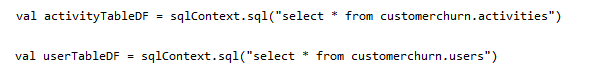 val activityTableDF = sqlContext.sql("select * from customerchurn.activities")
val userTableDF = sqlContext.sql("select * from customerchurn.users")